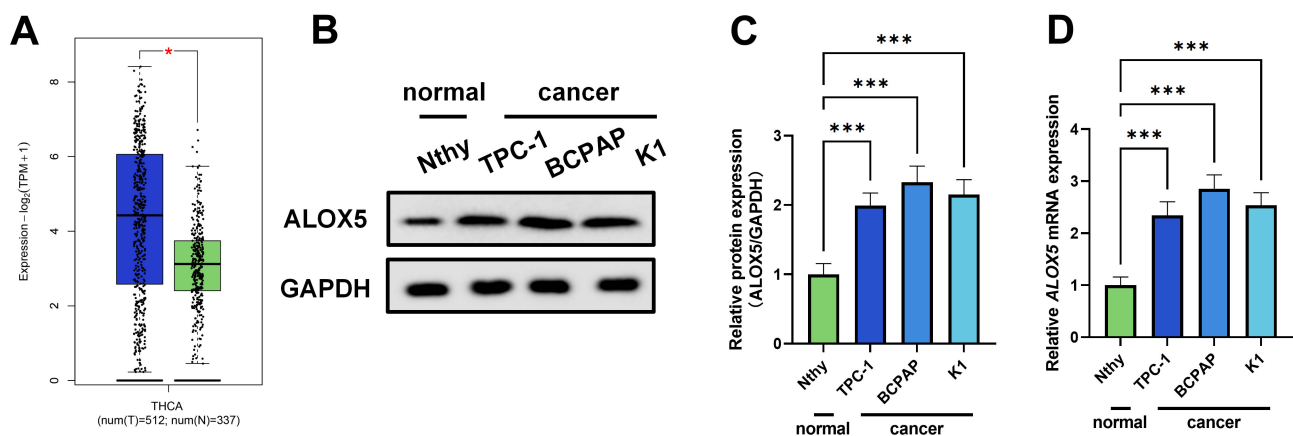 A
*
8
6
4
2
0
Expression – log2(TPM + 1)
THCA
(num(T)=512; num(N)=337)
B
normal cancer
Nthy TPC-1 BCPAP K1
ALOX5
GAPDH
C
***
***
***
3
2
1
0
Relative protein expression
(ALOX5/GAPDH)
Nthy TPC-1 BCPAP K1
normal cancer
D
***
***
***
4
3
2
1
0
Relative ALOX5 mRNA expression
Nthy TPC-1 BCPAP K1
normal cancer